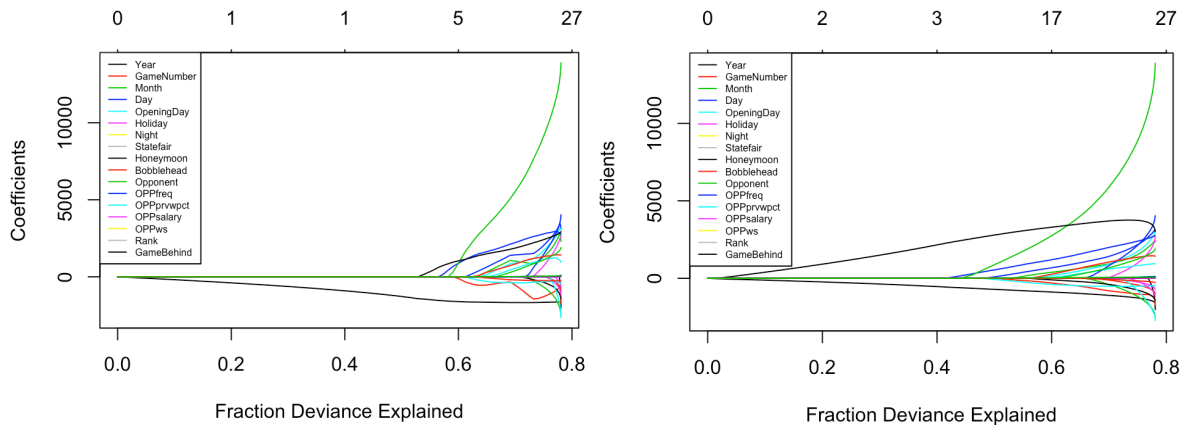 0 1 1 5 27
Coefficients
10000
5000
0
Year
GameNumber
Month
Day
OpeningDay
Holiday
Night
Statefair
Honeymoon
Bobblehead
Opponent
OPPfreq
OPPprvwpct
OPPsalary
OPPws
Rank
GameBehind
0.0 0.2 0.4 0.6 0.8
Fraction Deviance Explained
0 2 3 17 27
Coefficients
10000
5000
0
Year
GameNumber
Month
Day
OpeningDay
Holiday
Night
Statefair
Honeymoon
Bobblehead
Opponent
OPPfreq
OPPprvwpct
OPPsalary
OPPws
Rank
GameBehind
0.0 0.2 0.4 0.6 0.8
Fraction Deviance Explained